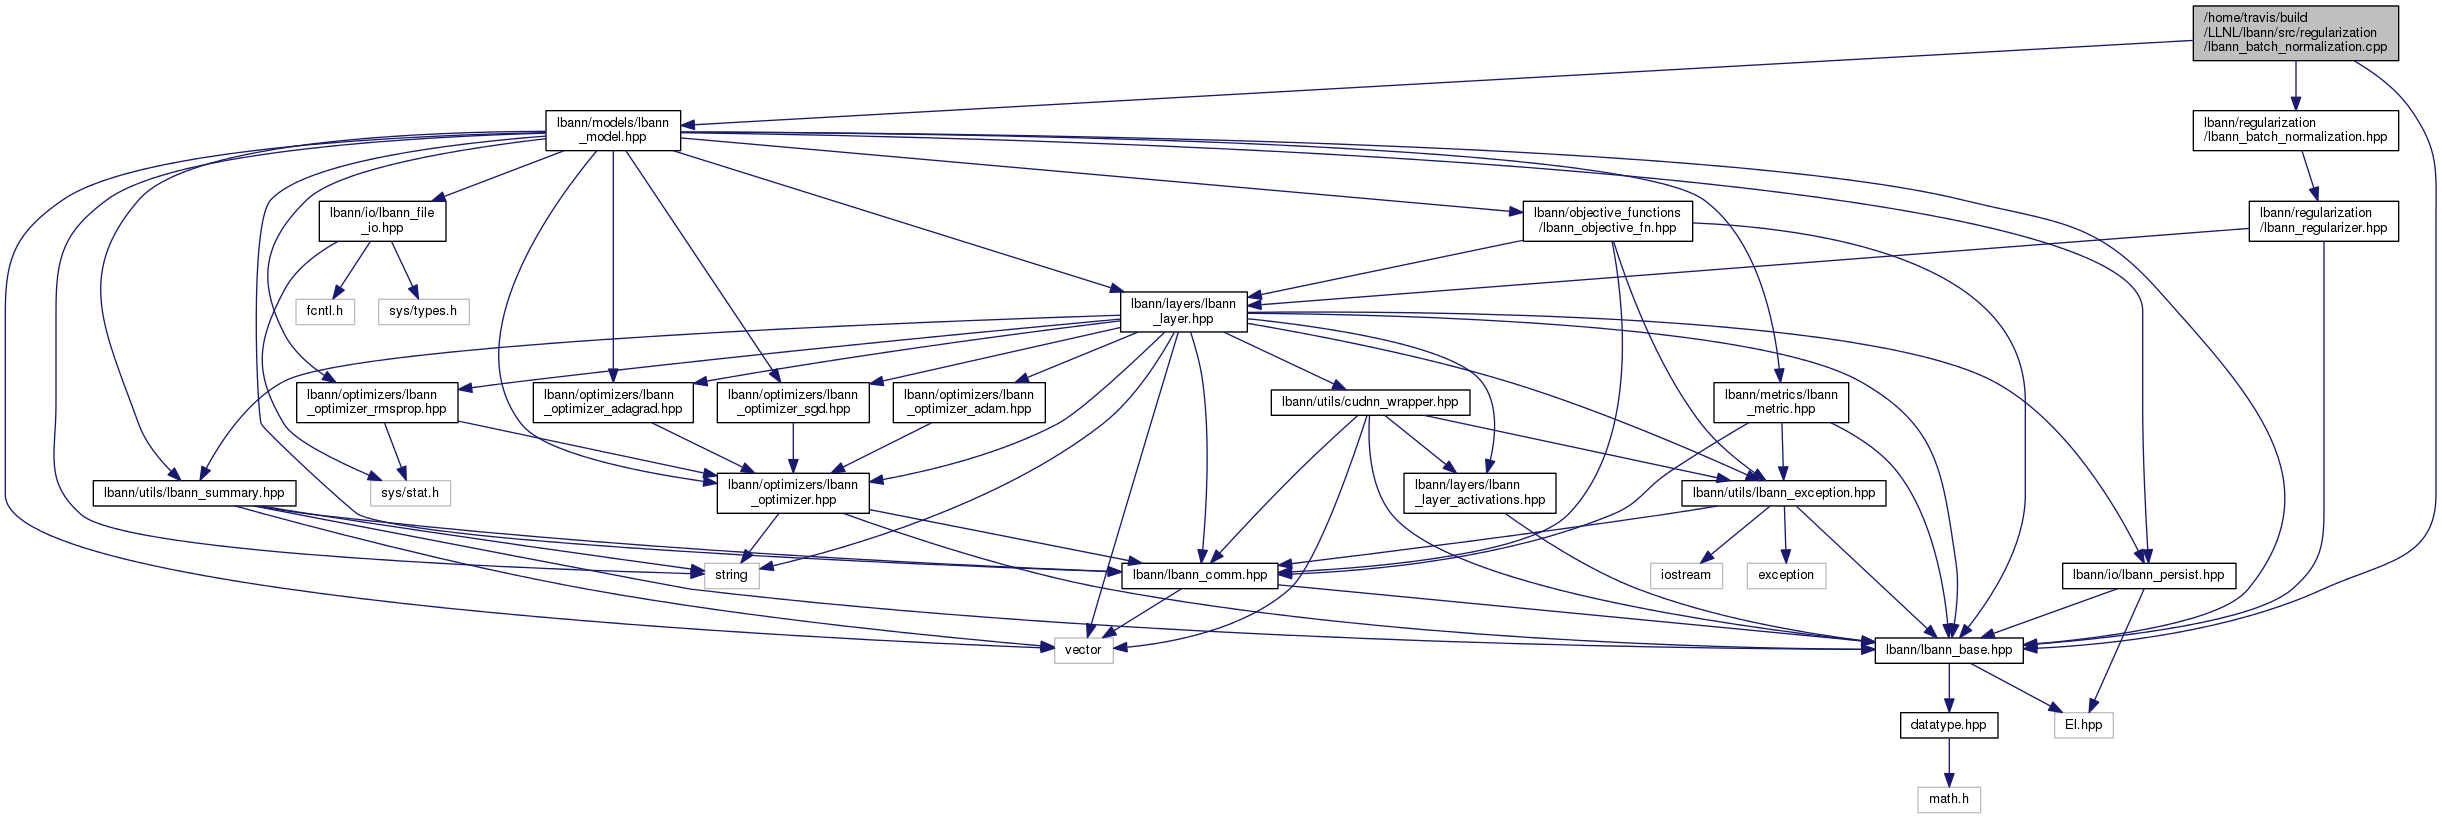 /home/travis/build
/LLNL/lbann/src/regularization
/lbann_batch_normalization.cpp
lbann/models/lbann
_model.hpp
lbann/regularization
/lbann_batch_normalization.hpp
lbann/io/lbann_file
_io.hpp
lbann/objective_functions
/lbann_objective_fn.hpp
lbann/regularization
/lbann_regularizer.hpp
fcntl.h
sys/types.h
lbann/layers/lbann
_layer.hpp
lbann/optimizers/lbann
_optimizer_rmsprop.hpp
lbann/optimizers/lbann
_optimizer_adagrad.hpp
lbann/optimizers/lbann
_optimizer_sgd.hpp
lbann/optimizers/lbann
_optimizer_adam.hpp
lbann/utils/cudnn_wrapper.hpp
lbann/metrics/lbann
_metric.hpp
lbann/utils/lbann_summary.hpp
sys/stat.h
lbann/optimizers/lbann
_optimizer.hpp
lbann/layers/lbann
_layer_activations.hpp
lbann/utils/lbann_exception.hpp
string
lbann/lbann_comm.hpp
iostream
exception
lbann/io/lbann_persist.hpp
vector
lbann/lbann_base.hpp
datatype.hpp
El.hpp
math.h